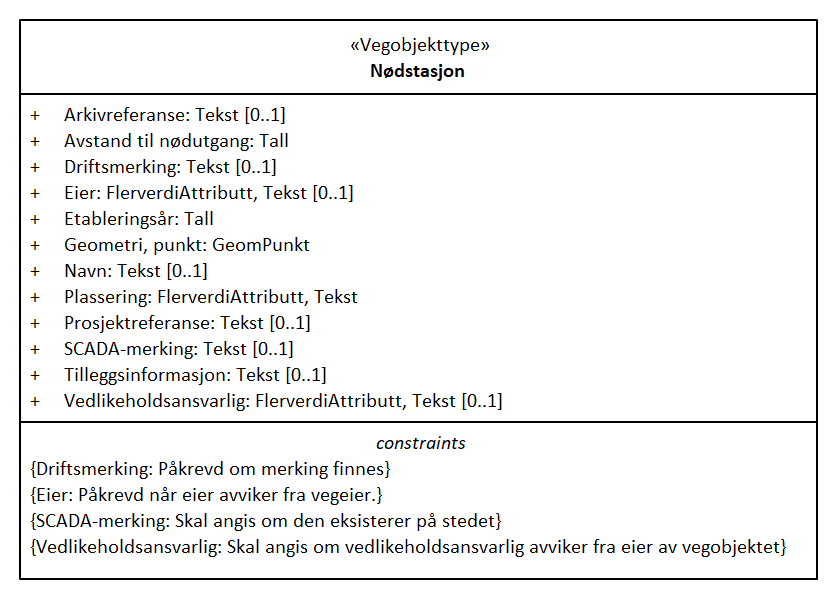 «Vegobjekttype»
Nødstasjon
+ Arkivreferanse: Tekst [0..1]
+ Avstand til nødutgang: Tall
+ Driftsmerking: Tekst [0..1]
+ Eier: FlerverdiAttributt, Tekst [0..1]
+ Etableringsår: Tall
+ Geometri, punkt: GeomPunkt
+ Navn: Tekst [0..1]
+ Plassering: FlerverdiAttributt, Tekst
+ Prosjektreferanse: Tekst [0..1]
+ SCADA-merking: Tekst [0..1]
+ Tilleggsinformasjon: Tekst [0..1]
+ Vedlikeholdsansvarlig: FlerverdiAttributt, Tekst [0..1]
constraints
{Driftsmerking: Påkrevd om merking finnes}
{Eier: Påkrevd når eier avviker fra vegeier.}
{SCADA-merking: Skal angis om den eksisterer på stedet}
{Vedlikeholdsansvarlig: Skal angis om vedlikeholdsansvarlig avviker fra eier av vegobjektet}